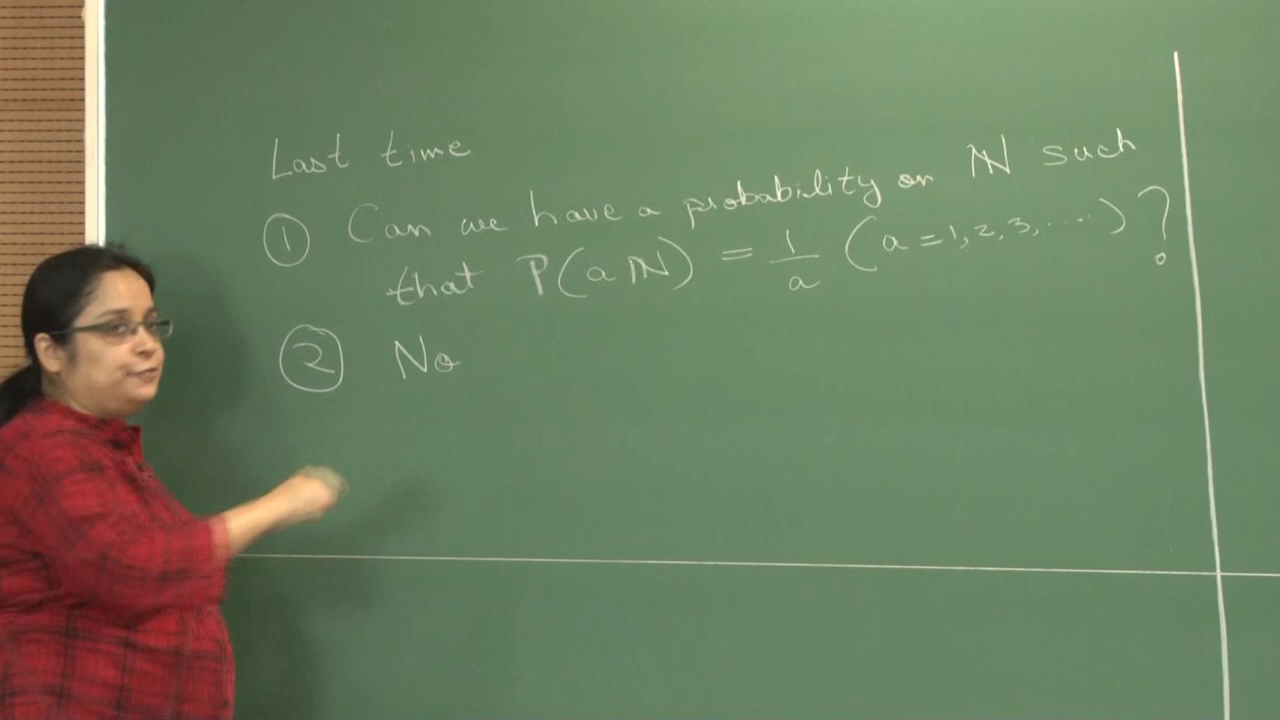 Last time
① Can we have a probability on ℕ such
that P(aℕ) = 1/a (a = 1, 2, 3, ....)?
② No